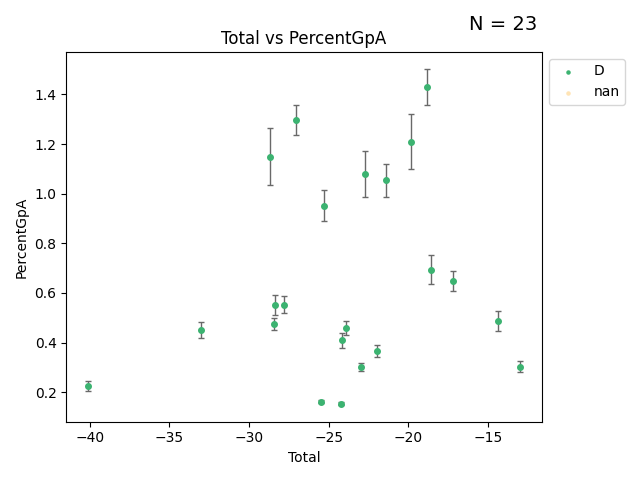 N = 23
Total vs PercentGpA
D
nan
PercentGpA
1.4
1.2
1.0
0.8
0.6
0.4
0.2
−40
−35
−30
−25
−20
−15
Total